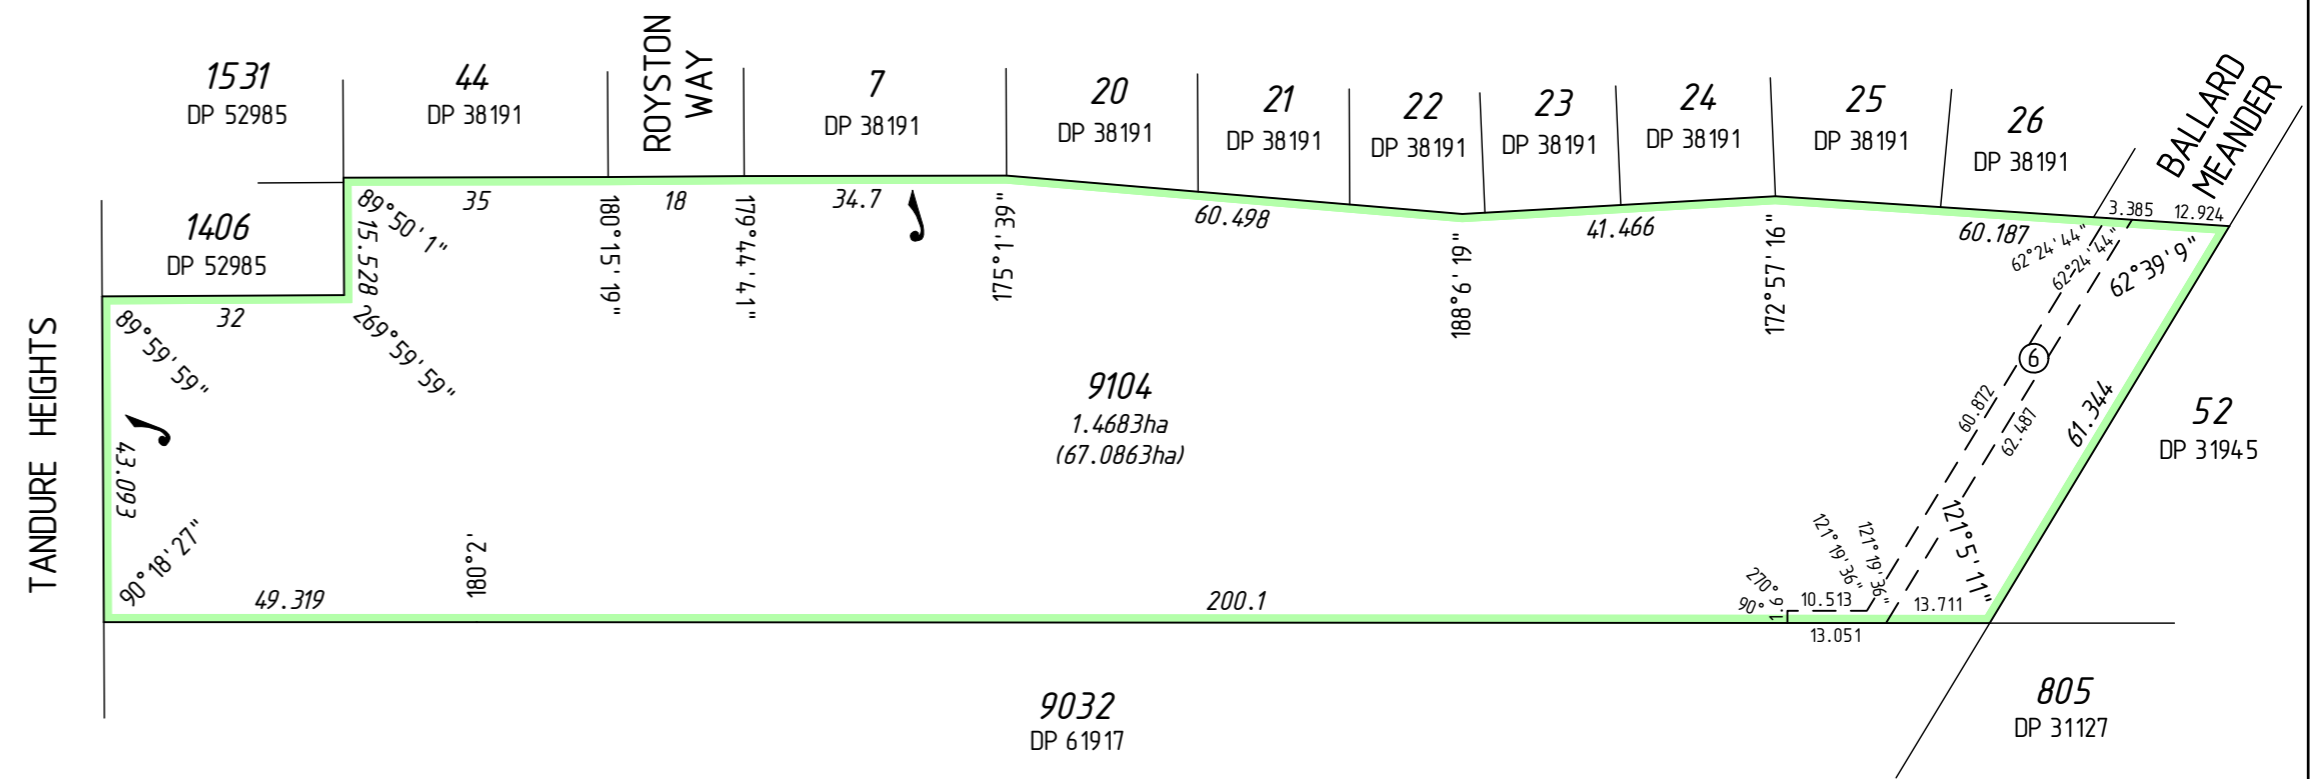 1531
DP 52985
44
DP 38191
ROYSTON
WAY
7
DP 38191
20
DP 38191
21
DP 38191
22
DP 38191
23
DP 38191
24
DP 38191
25
DP 38191
26
DP 38191
BALLARD
MEANDER
1406
DP 52985
89°50'1"
15.528
35
180°15'19"
18
179°44'41"
34.7
175°1'39"
60.498
188°6'19"
41.466
172°57'16"
60.187
3.385
12.924
62°24'44"
62°24'44"
62°39'9"
32
89°59'59"
269°59'59"
TANDURE HEIGHTS
43.093
90°18'27"
49.319
180°2'
9104
1.4683ha
(67.0863ha)
200.1
6
60.872
62.487
61.344
52
DP 31945
121°19'36"
121°19'36"
121°5'11"
270°
90°
10.513
13.711
13.051
9032
DP 61917
805
DP 31127